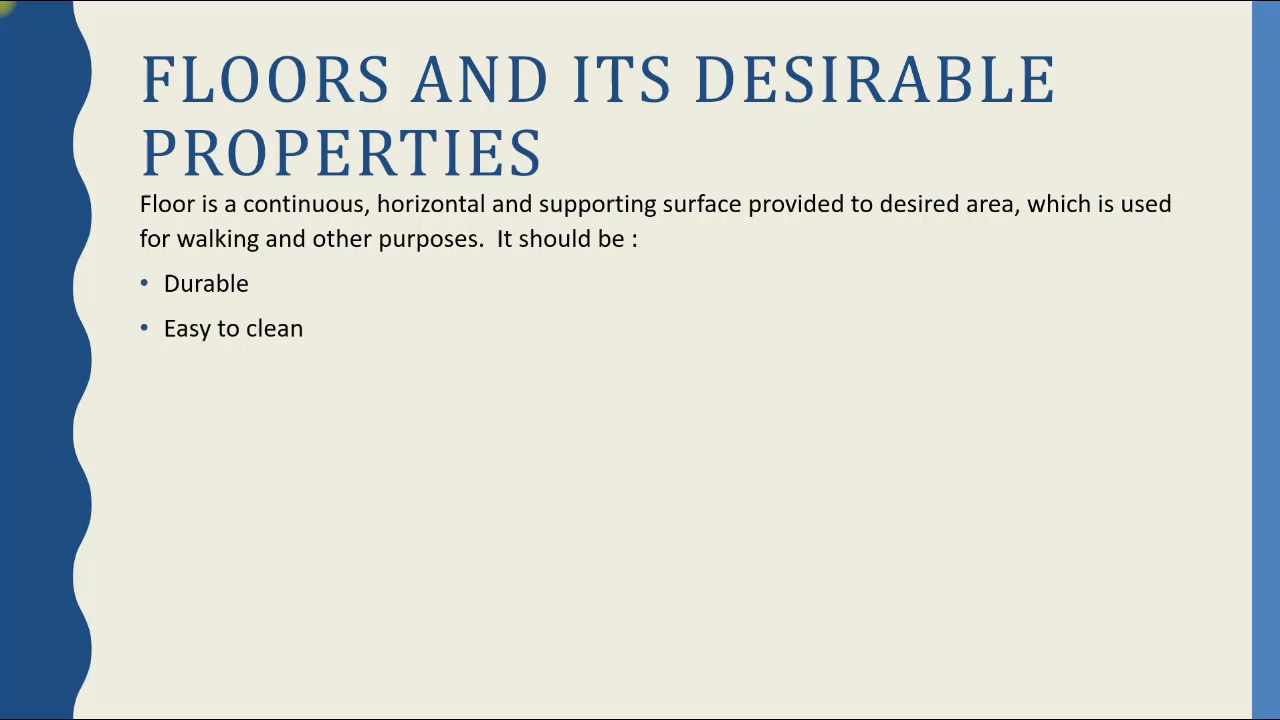 FLOORS AND ITS DESIRABLE
PROPERTIES
Floor is a continuous, horizontal and supporting surface provided to desired area, which is used
for walking and other purposes.  It should be :
• Durable
• Easy to clean